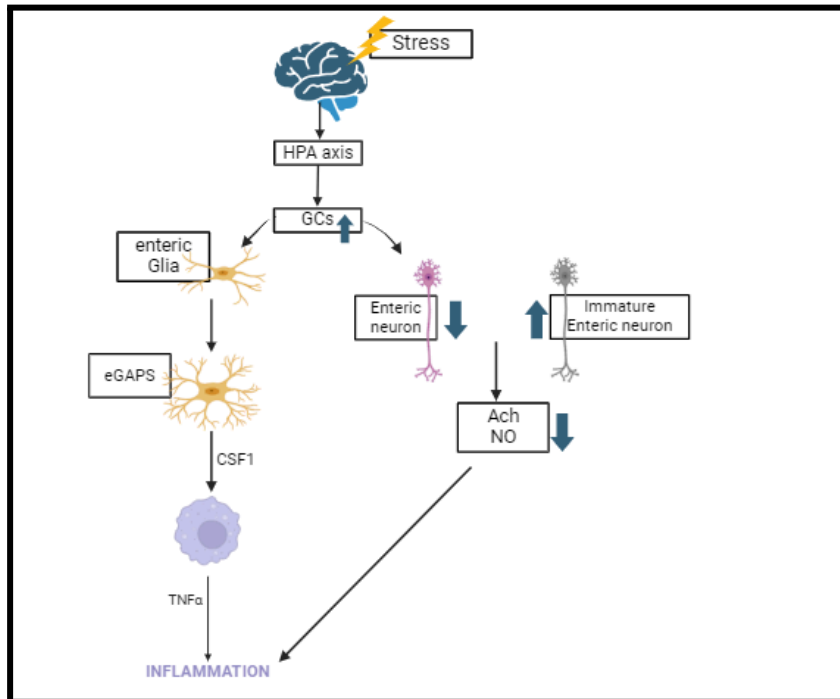 Stress
HPA axis
GCs
enteric
Glia
Enteric
neuron
Immature
Enteric neuron
eGAPS
Ach
NO
CSF1
TNFα
INFLAMMATION